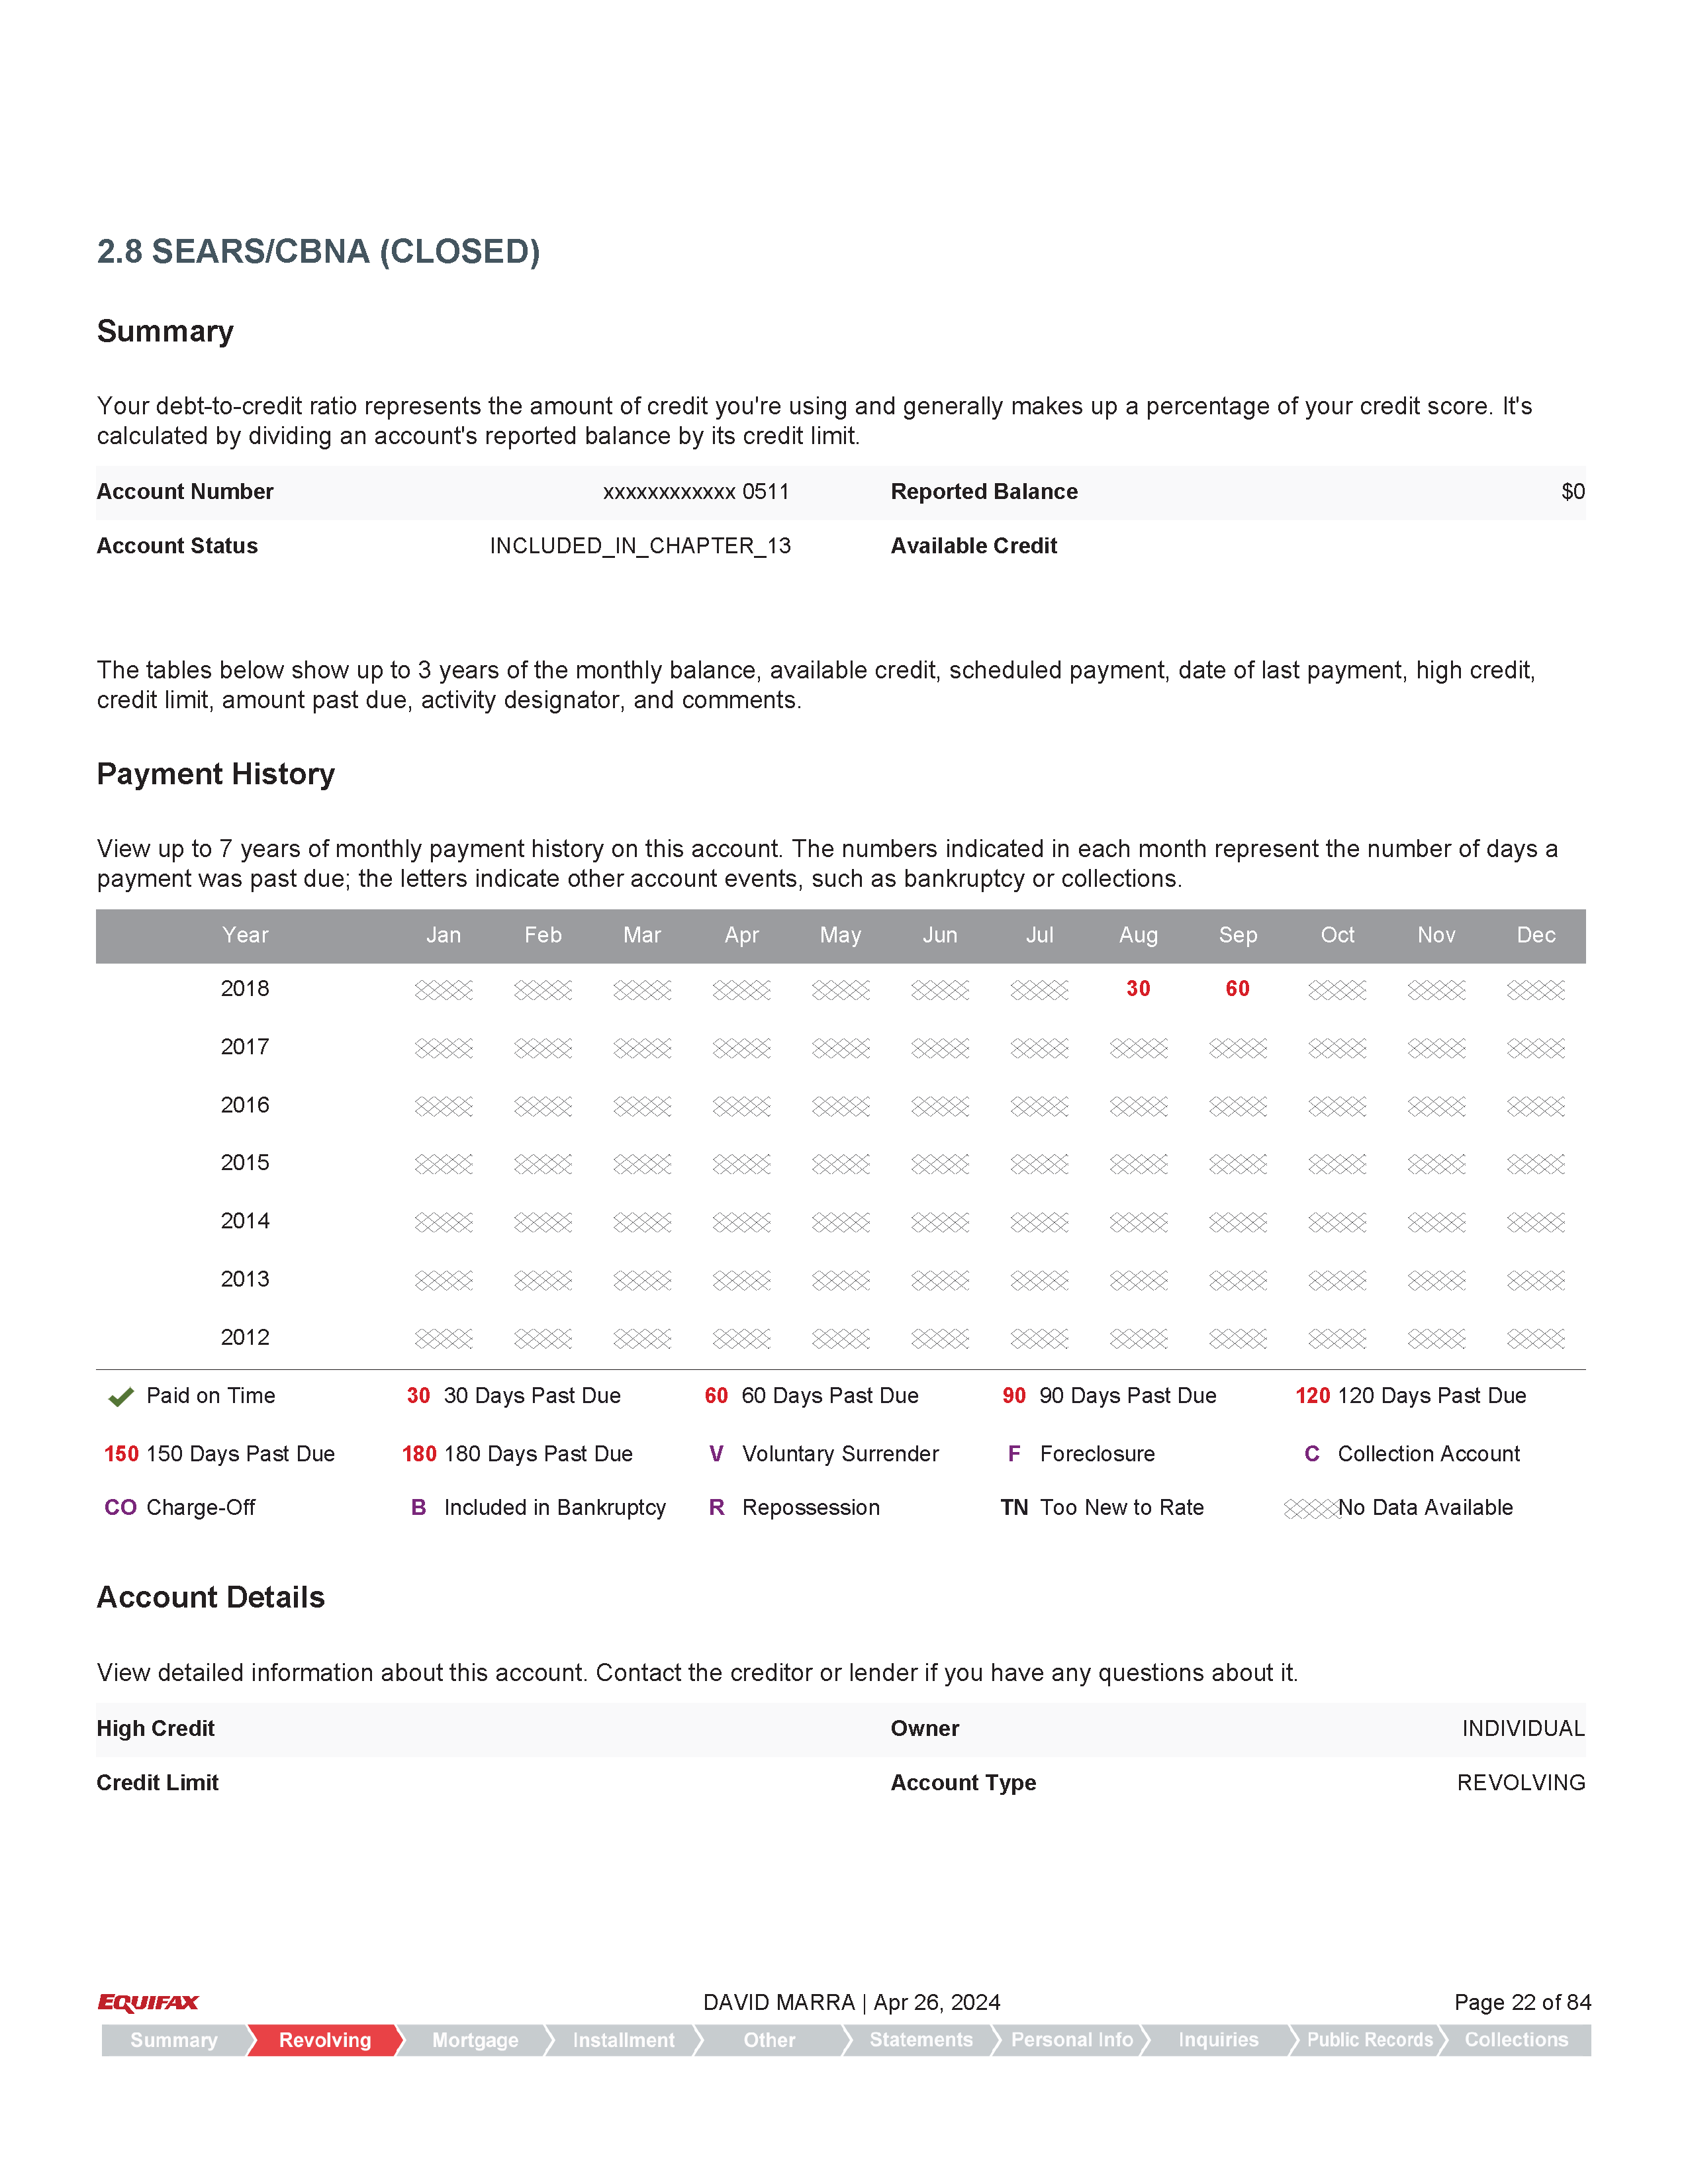 2.8 SEARS/CBNA (CLOSED)
Summary
Your debt-to-credit ratio represents the amount of credit you're using and generally makes up a percentage of your credit score. It's
calculated by dividing an account's reported balance by its credit limit.
Account Number xxxxxxxxxxxx 0511 Reported Balance $0
Account Status INCLUDED_IN_CHAPTER_13 Available Credit
The tables below show up to 3 years of the monthly balance, available credit, scheduled payment, date of last payment, high credit,
credit limit, amount past due, activity designator, and comments.
Payment History
View up to 7 years of monthly payment history on this account. The numbers indicated in each month represent the number of days a
payment was past due; the letters indicate other account events, such as bankruptcy or collections.
Year Jan Feb Mar Apr May Jun Jul Aug Sep Oct Nov Dec
2018 30 60
2017
2016
2015
2014
2013
2012
Paid on Time 30 30 Days Past Due 60 60 Days Past Due 90 90 Days Past Due 120 120 Days Past Due
150 150 Days Past Due 180 180 Days Past Due V Voluntary Surrender F Foreclosure C Collection Account
CO Charge-Off B Included in Bankruptcy R Repossession TN Too New to Rate No Data Available
Account Details
View detailed information about this account. Contact the creditor or lender if you have any questions about it.
High Credit Owner INDIVIDUAL
Credit Limit Account Type REVOLVING
EQUIFAX DAVID MARRA | Apr 26, 2024 Page 22 of 84
Summary Revolving Mortgage Installment Other Statements Personal Info Inquiries Public Records Collections